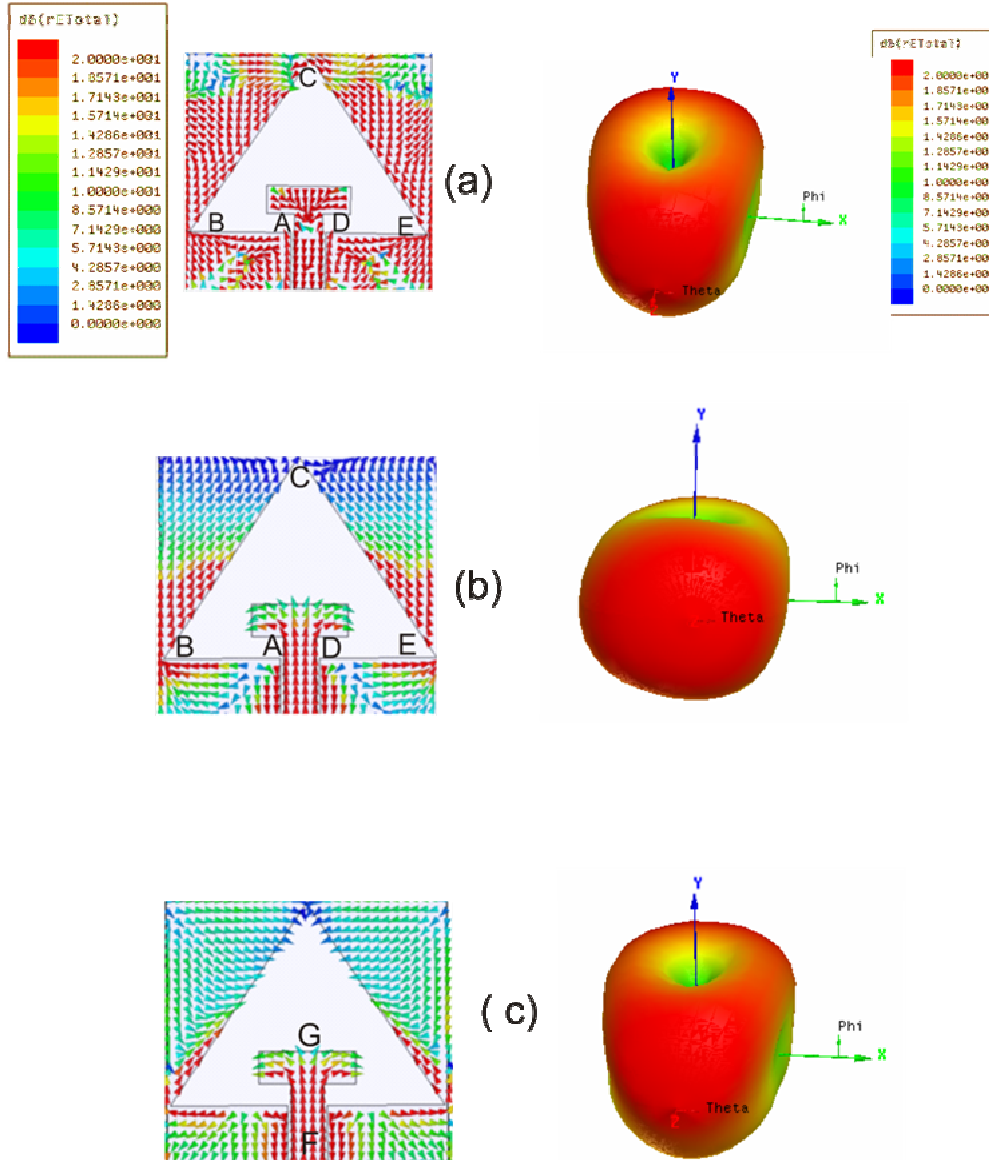 dB(rETotal)
2.0000e+001
1.8571e+001
1.7143e+001
1.5714e+001
1.4286e+001
1.2857e+001
1.1429e+001
1.0000e+001
8.5714e+000
7.1429e+000
5.7143e+000
4.2857e+000
2.8571e+000
1.4286e+000
0.0000e+000
C
B A D E
(a)
Y
Phi
X
Theta
dB(rETotal)
2.0000e+00
1.8571e+00
1.7143e+00
1.5714e+00
1.4286e+00
1.2857e+00
1.1429e+00
1.0000e+00
8.5714e+00
7.1429e+00
5.7143e+00
4.2857e+00
2.8571e+00
1.4286e+00
0.0000e+00
C
B A D E
(b)
Y
Phi
X
Theta
G
F
( c)
Y
Phi
X
Theta
Z